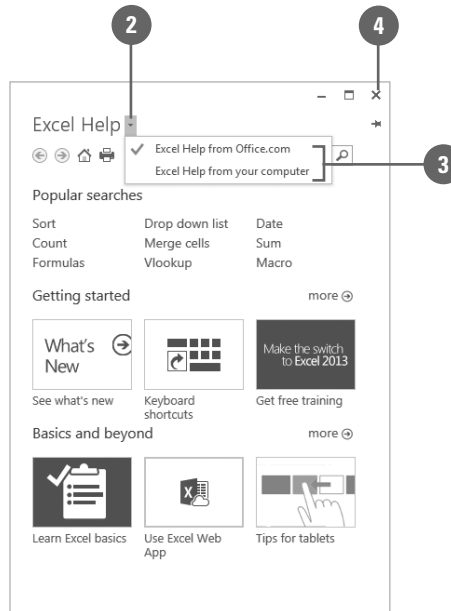 2
4
Excel Help
Excel Help from Office.com
Excel Help from your computer
3
Popular searches
Sort Drop down list Date
Count Merge cells Sum
Formulas Vlookup Macro
Getting started more
What's New
Make the switch
to Excel 2013
See what's new Keyboard shortcuts Get free training
Basics and beyond more
Learn Excel basics Use Excel Web App Tips for tablets